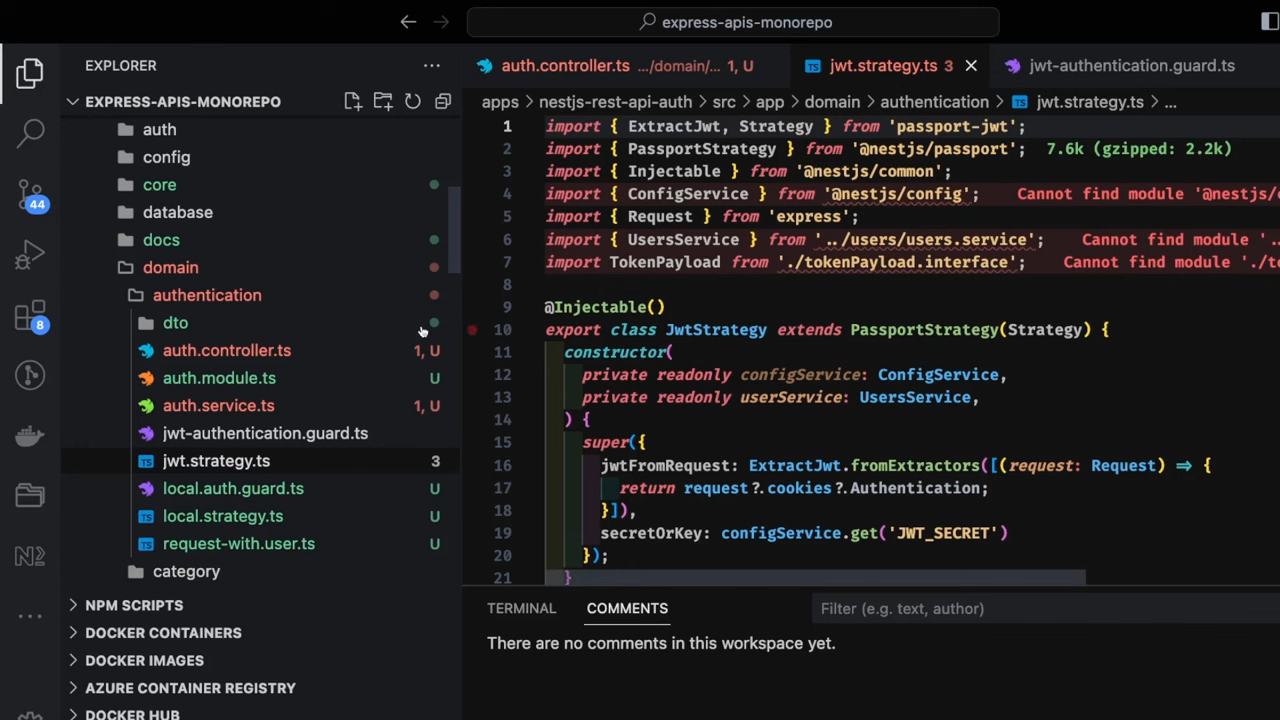 express-apis-monorepo
EXPLORER
EXPRESS-APIS-MONOREPO
auth
config
core
database
docs
domain
authentication
dto
auth.controller.ts 1, U
auth.module.ts U
auth.service.ts 1, U
jwt-authentication.guard.ts
jwt.strategy.ts 3
local.auth.guard.ts U
local.strategy.ts U
request-with.user.ts U
category
NPM SCRIPTS
DOCKER CONTAINERS
DOCKER IMAGES
AZURE CONTAINER REGISTRY
DOCKER HUB
44
8
auth.controller.ts .../domain/... 1, U
jwt.strategy.ts 3
jwt-authentication.guard.ts
apps > nestjs-rest-api-auth > src > app > domain > authentication > jwt.strategy.ts > ...
1 import { ExtractJwt, Strategy } from 'passport-jwt';
2 import { PassportStrategy } from '@nestjs/passport'; 7.6k (gzipped: 2.2k)
3 import { Injectable } from '@nestjs/common';
4 import { ConfigService } from '@nestjs/config'; Cannot find module '@nestjs/
5 import { Request } from 'express';
6 import { UsersService } from '../users/users.service'; Cannot find module '..
7 import TokenPayload from './tokenPayload.interface'; Cannot find module './t
8
9 @Injectable()
10 export class JwtStrategy extends PassportStrategy(Strategy) {
11 constructor(
12 private readonly configService: ConfigService,
13 private readonly userService: UsersService,
14 ) {
15 super({
16 jwtFromRequest: ExtractJwt.fromExtractors([(request: Request) => {
17 return request?.cookies?.Authentication;
18 }]),
19 secretOrKey: configService.get('JWT_SECRET')
20 });
21 }
TERMINAL
COMMENTS
Filter (e.g. text, author)
There are no comments in this workspace yet.